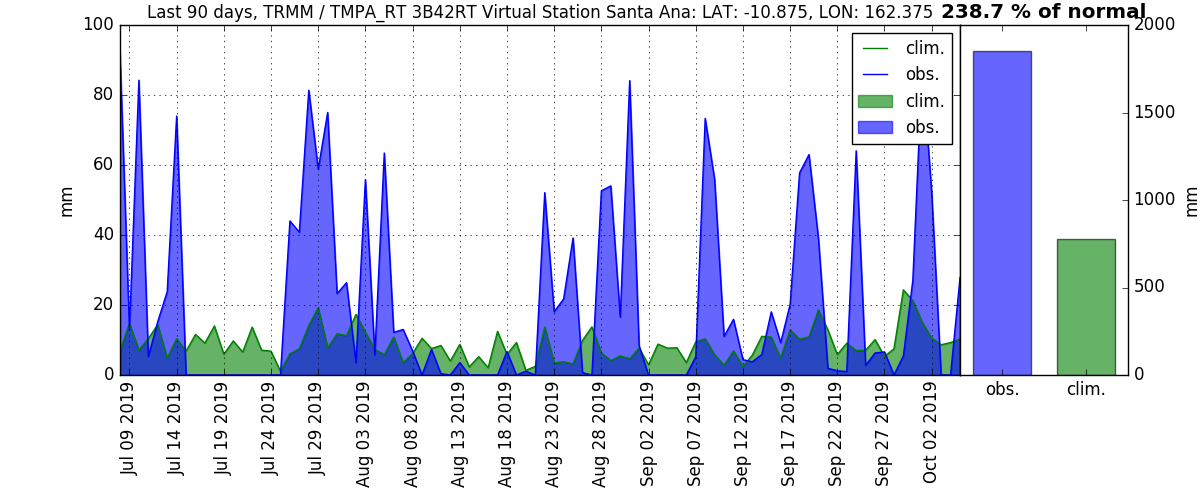 Last 90 days, TRMM / TMPA_RT 3B42RT Virtual Station Santa Ana: LAT: -10.875, LON: 162.375 238.7 % of normal
100
80
60
40
20
0
mm
clim.
obs.
clim.
obs.
2000
1500
1000
500
0
mm
obs.
clim.
Jul 09 2019
Jul 14 2019
Jul 19 2019
Jul 24 2019
Jul 29 2019
Aug 03 2019
Aug 08 2019
Aug 13 2019
Aug 18 2019
Aug 23 2019
Aug 28 2019
Sep 02 2019
Sep 07 2019
Sep 12 2019
Sep 17 2019
Sep 22 2019
Sep 27 2019
Oct 02 2019